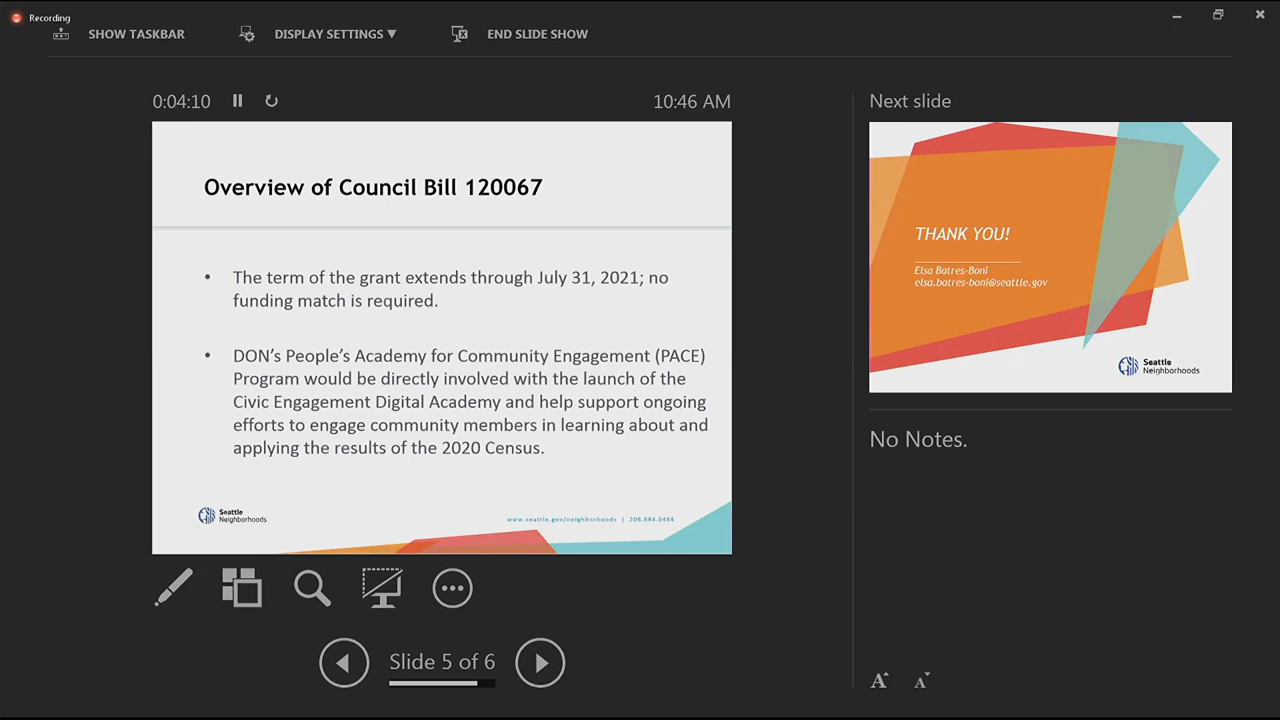 Recording
SHOW TASKBAR
DISPLAY SETTINGS ▼
END SLIDE SHOW
0:04:10
10:46 AM
Overview of Council Bill 120067
• The term of the grant extends through July 31, 2021; no
funding match is required.
• DON’s People’s Academy for Community Engagement (PACE)
Program would be directly involved with the launch of the
Civic Engagement Digital Academy and help support ongoing
efforts to engage community members in learning about and
applying the results of the 2020 Census.
Seattle
Neighborhoods
www.seattle.gov/neighborhoods | 206.684.0464
Slide 5 of 6
Next slide
THANK YOU!
Elsa Batres-Boni
elsa.batres-boni@seattle.gov
Seattle
Neighborhoods
No Notes.
A A